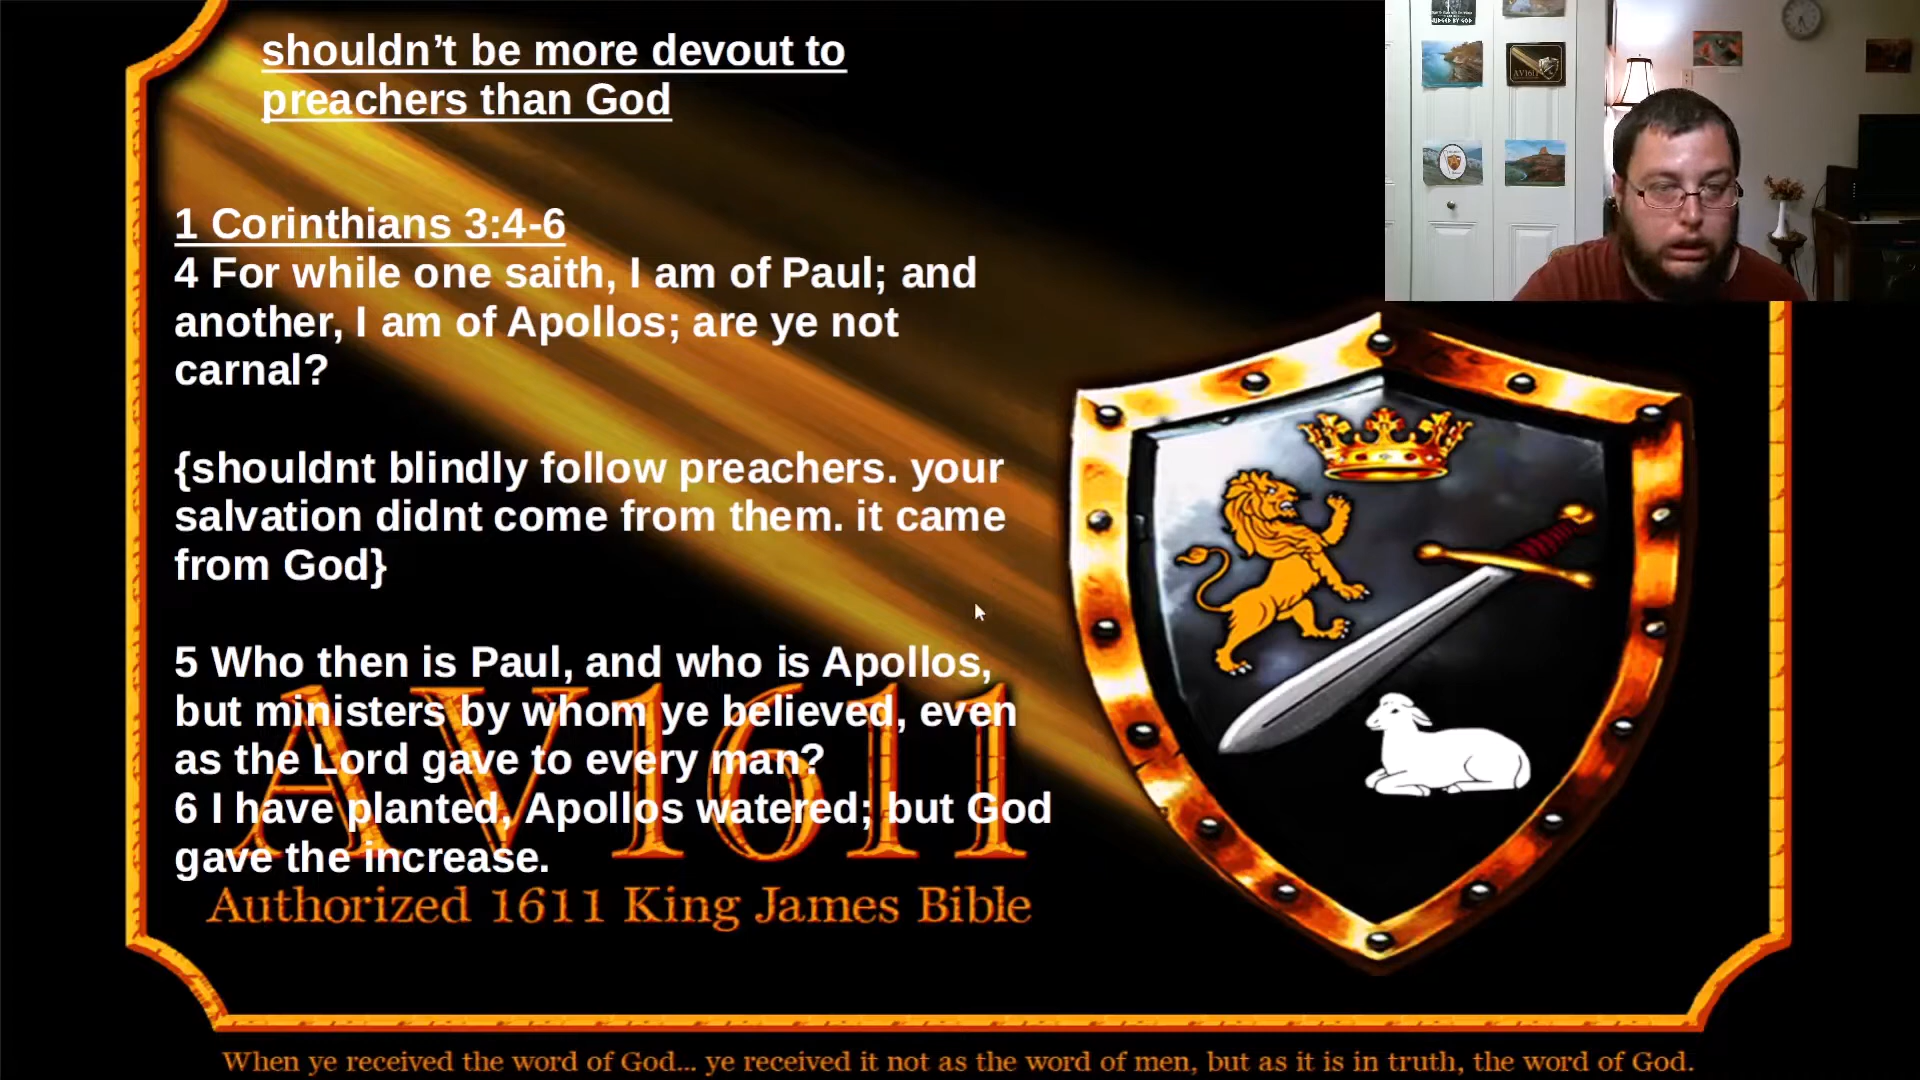 shouldn’t be more devout to
preachers than God
1 Corinthians 3:4-6
4 For while one saith, I am of Paul; and
another, I am of Apollos; are ye not
carnal?
{shouldnt blindly follow preachers. your
salvation didnt come from them. it came
from God}
5 Who then is Paul, and who is Apollos,
but ministers by whom ye believed, even
as the Lord gave to every man?
6 I have planted, Apollos watered; but God
gave the increase.
AV1611
Authorized 1611 King James Bible
When ye received the word of God... ye received it not as the word of men, but as it is in truth, the word of God.
JUDGED BY GOD
AV1611